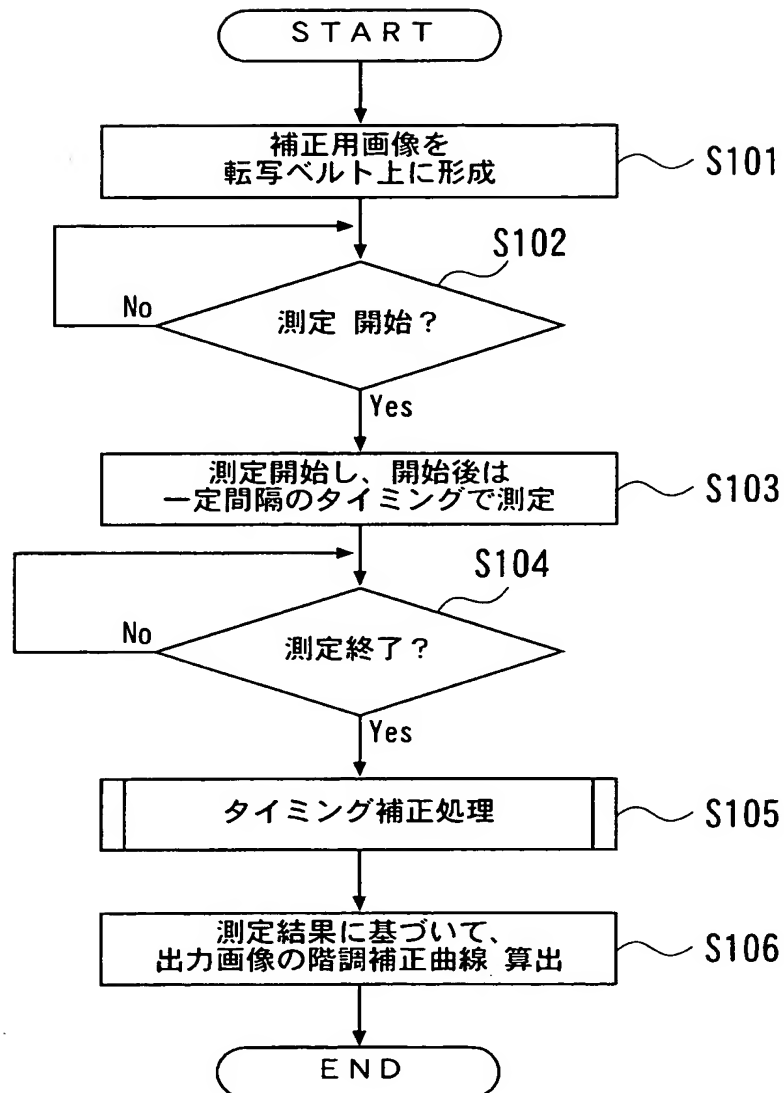 START
補正用画像を
転写ベルト上に形成
S101
S102
No
測定 開始?
Yes
測定開始し、開始後は
一定間隔のタイミングで測定
S103
S104
No
測定終了?
Yes
タイミング補正処理
S105
測定結果に基づいて、
出力画像の階調補正曲線 算出
S106
END